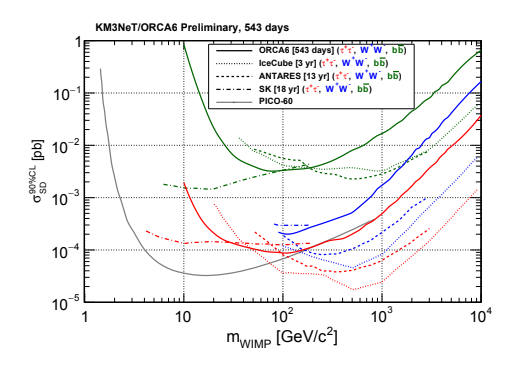 KM3NeT/ORCA6 Preliminary, 543 days
ORCA6 [543 days] (τ⁺τ⁻, W⁺W⁻, bb̄)
IceCube [3 yr] (τ⁺τ⁻, W⁺W⁻, bb̄)
ANTARES [13 yr] (τ⁺τ⁻, W⁺W⁻, bb̄)
SK [18 yr] (τ⁺τ⁻, W⁺W⁻, bb̄)
PICO-60
1
10⁻¹
10⁻²
10⁻³
10⁻⁴
10⁻⁵
σ_SD^90%CL [pb]
1 10 10² 10³ 10⁴
m_WIMP [GeV/c²]